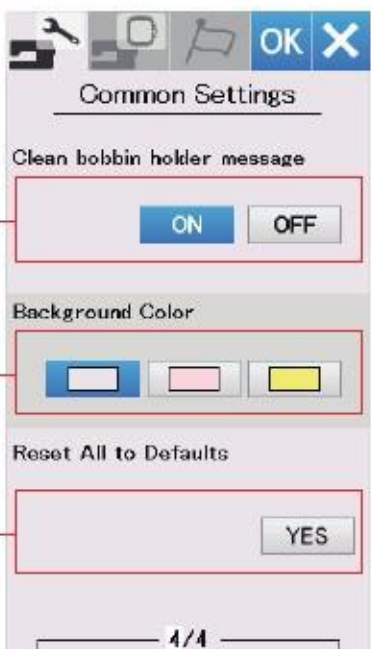 OK X
Common Settings
Clean bobbin holder message
ON OFF
Background Color
Reset All to Defaults
YES
4/4